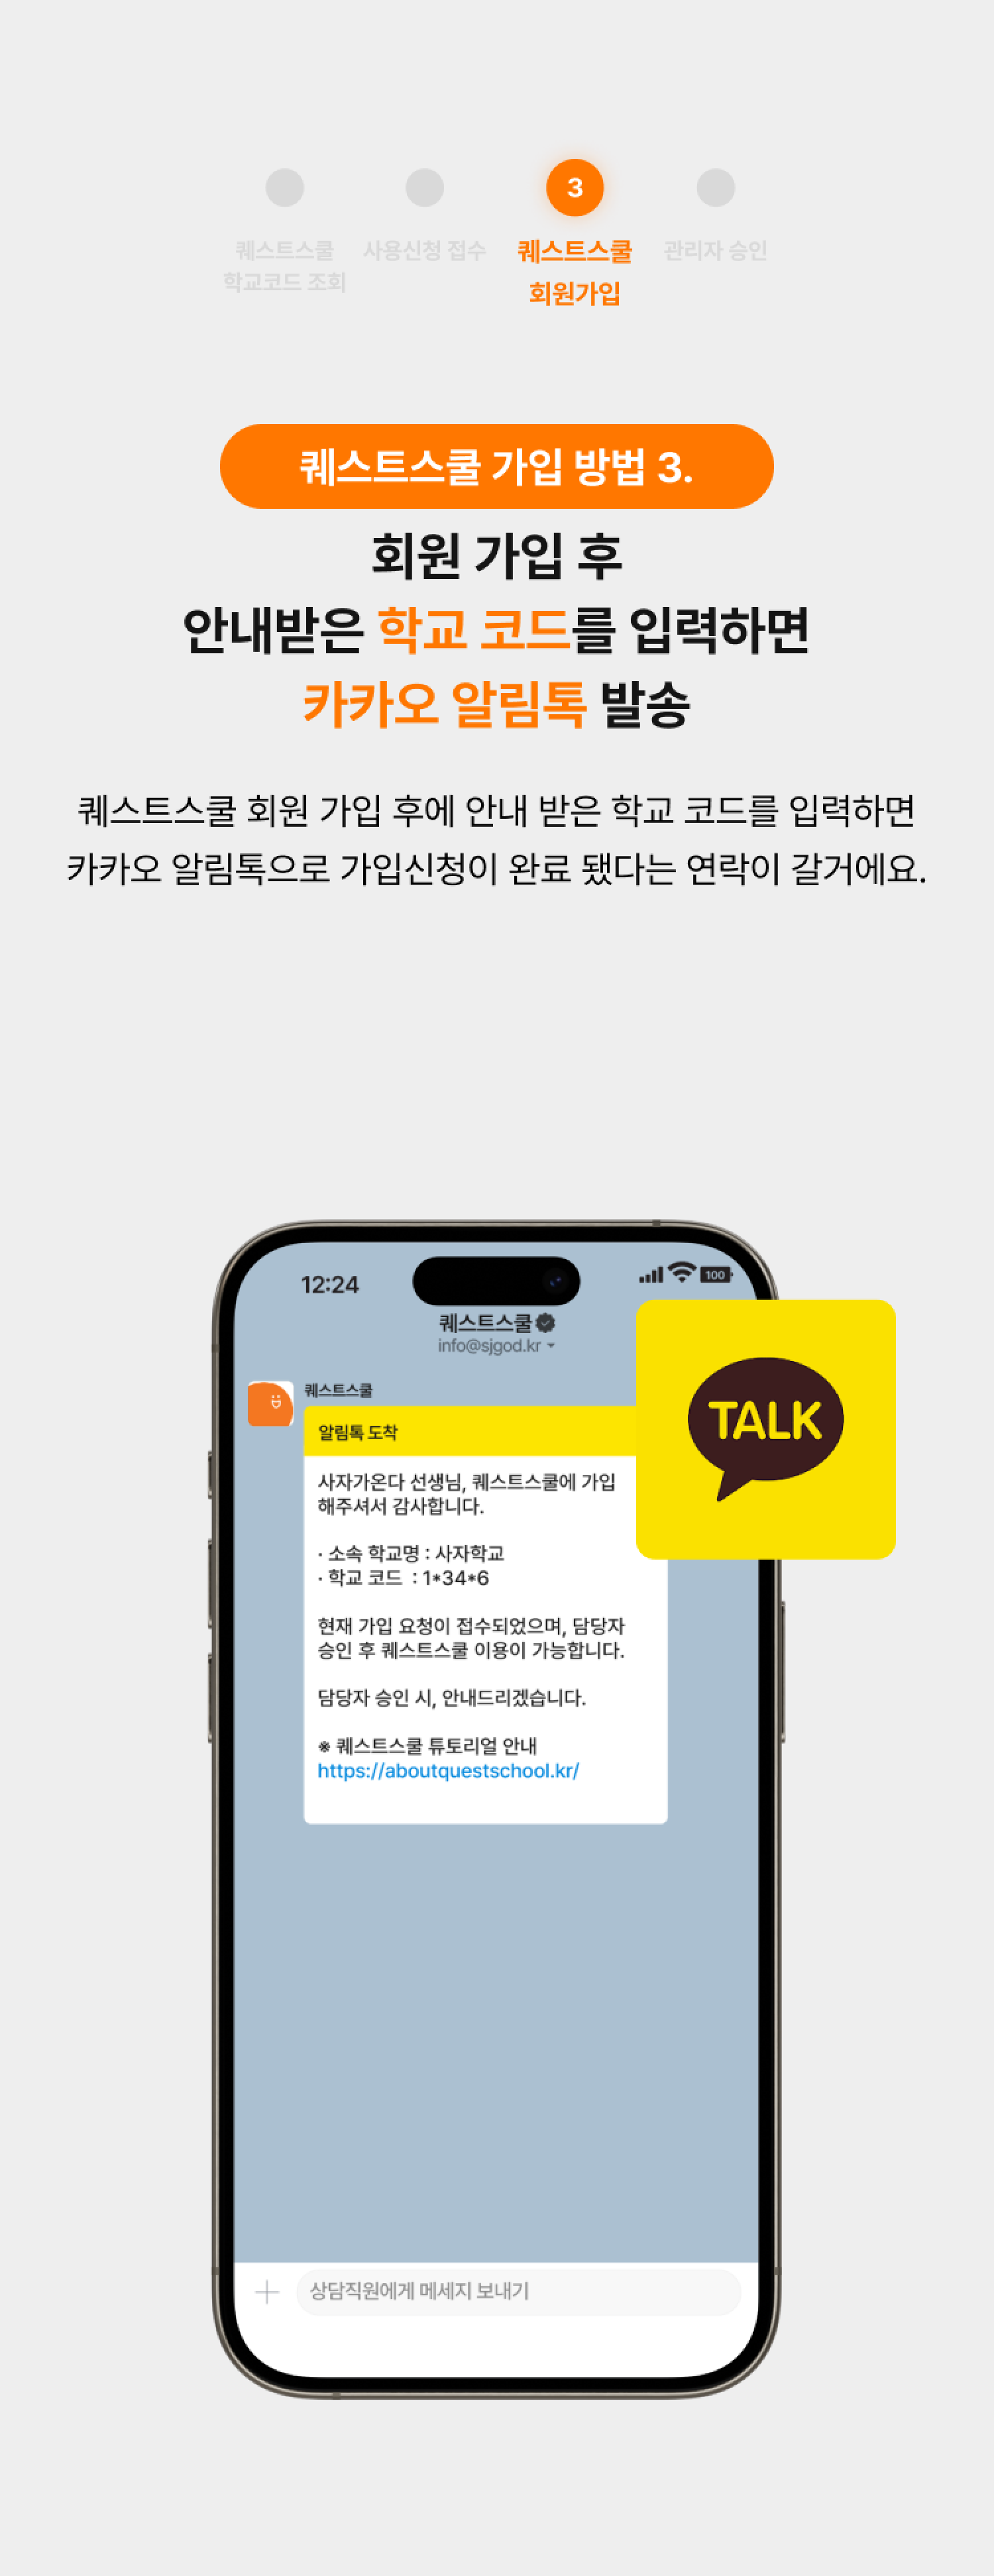 3
퀘스트스쿨
학교코드 조회
사용신청 접수
퀘스트스쿨
회원가입
관리자 승인
퀘스트스쿨 가입 방법 3.
회원 가입 후
안내받은 학교 코드를 입력하면
카카오 알림톡 발송
퀘스트스쿨 회원 가입 후에 안내 받은 학교 코드를 입력하면
카카오 알림톡으로 가입신청이 완료 됐다는 연락이 갈거에요.
12:24
100
퀘스트스쿨
info@sjgod.kr
퀘스트스쿨
알림톡 도착
TALK
사자가온다 선생님, 퀘스트스쿨에 가입
해주셔서 감사합니다.
· 소속 학교명 : 사자학교
· 학교 코드 : 1*34*6
현재 가입 요청이 접수되었으며, 담당자
승인 후 퀘스트스쿨 이용이 가능합니다.
담당자 승인 시, 안내드리겠습니다.
※ 퀘스트스쿨 튜토리얼 안내
https://aboutquestschool.kr/
상담직원에게 메세지 보내기